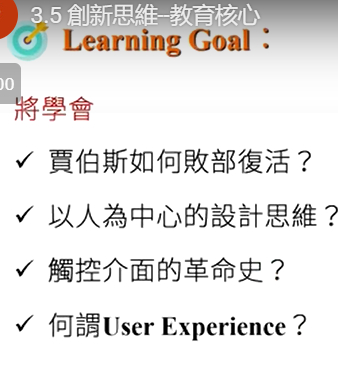 3.5 創新思維–教育核心
Learning Goal：
00
將學會
✓ 賈伯斯如何敗部復活？
✓ 以人為中心的設計思維？
✓ 觸控介面的革命史？
✓ 何謂User Experience？